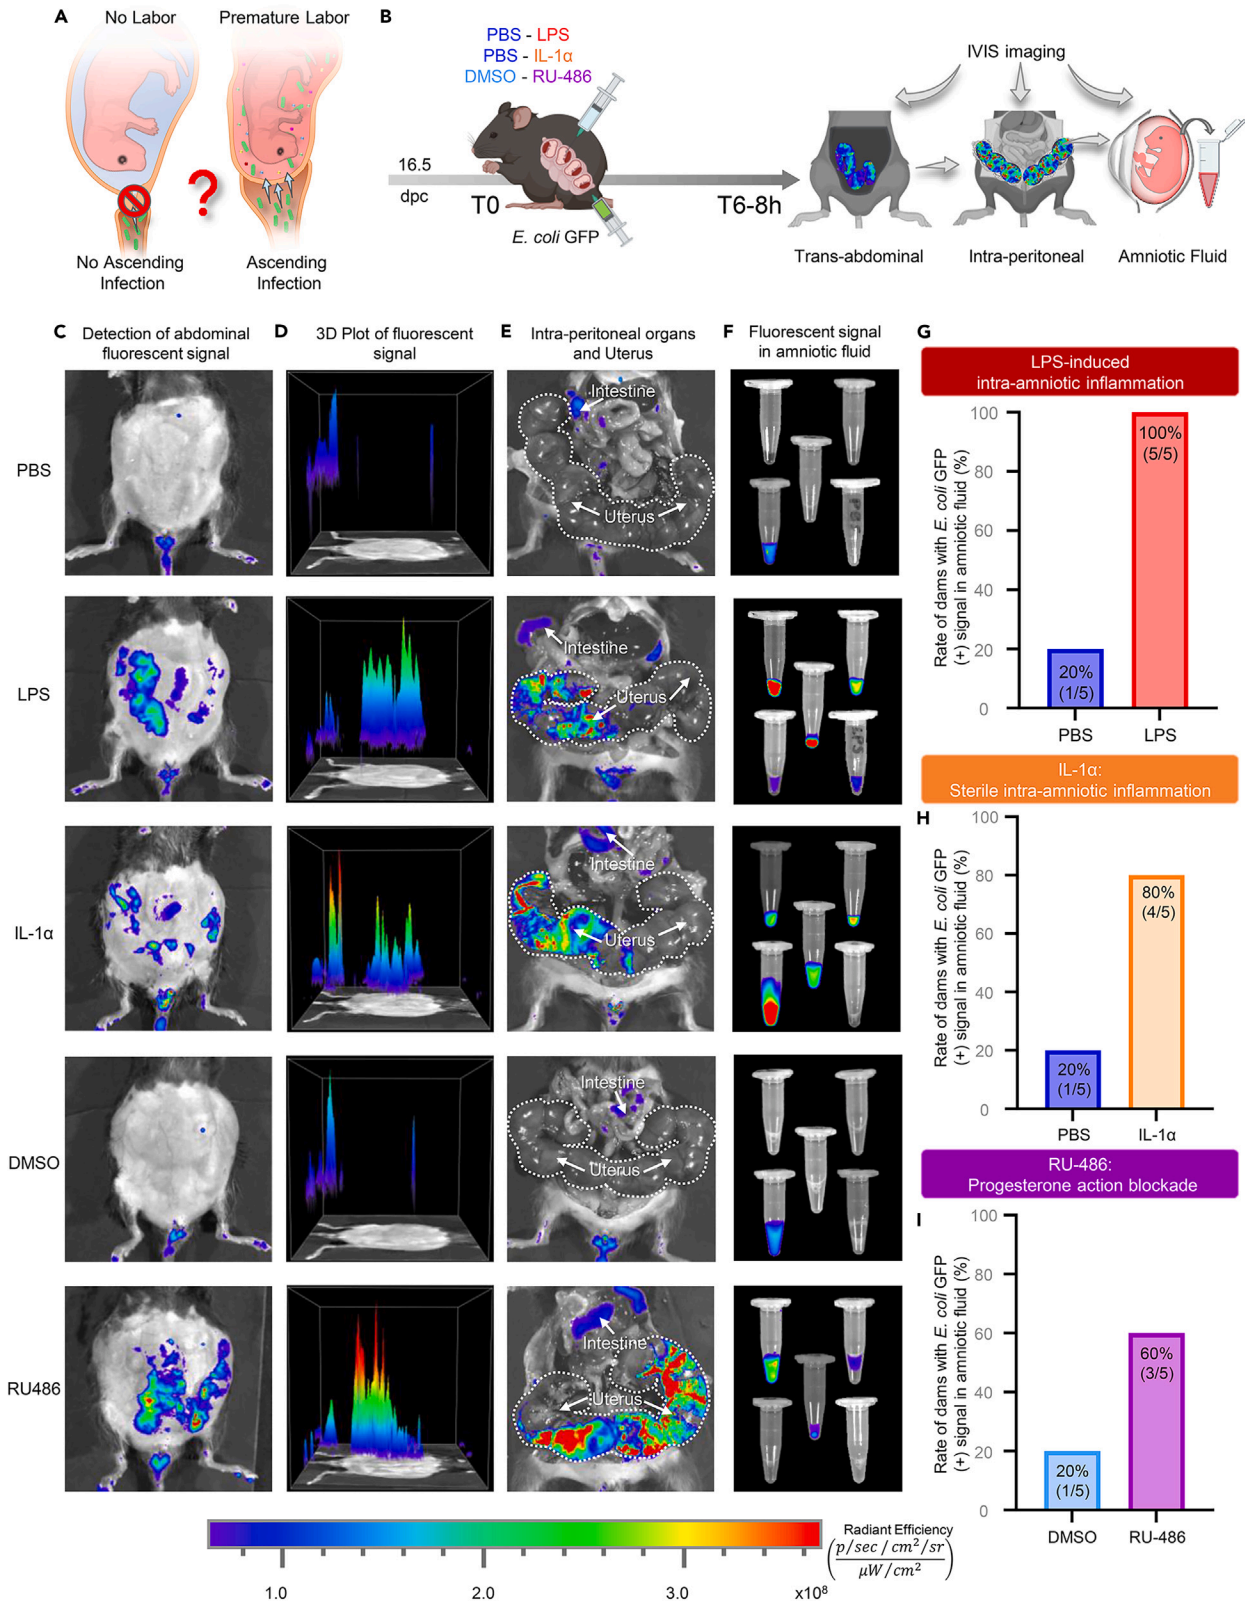 A
No Labor
Premature Labor
No Ascending
Infection
Ascending
Infection
B
PBS - LPS
PBS - IL-1α
DMSO - RU-486
16.5
dpc
T0
E. coli GFP
T6-8h
IVIS imaging
Trans-abdominal
Intra-peritoneal
Amniotic Fluid
?
C
Detection of abdominal
fluorescent signal
D
3D Plot of fluorescent
signal
E
Intra-peritoneal organs
and Uterus
F
Fluorescent signal
in amniotic fluid
PBS
Intestine
Uterus
LPS
Intestine
Uterus
IL-1α
Intestine
Uterus
DMSO
Intestine
Uterus
RU486
Intestine
Uterus
1.0
2.0
3.0
x10⁸
Radiant Efficiency
(p/sec/cm²/sr
µW/cm²)
G
LPS-induced
intra-amniotic inflammation
Rate of dams with E. coli GFP
(+) signal in amniotic fluid (%)
100
80
60
40
20
0
20%
(1/5)
100%
(5/5)
PBS
LPS
IL-1α:
Sterile intra-amniotic inflammation
H
Rate of dams with E. coli GFP
(+) signal in amniotic fluid (%)
100
80
60
40
20
0
20%
(1/5)
80%
(4/5)
PBS
IL-1α
RU-486:
Progesterone action blockade
I
Rate of dams with E. coli GFP
(+) signal in amniotic fluid (%)
100
80
60
40
20
0
20%
(1/5)
60%
(3/5)
DMSO
RU-486